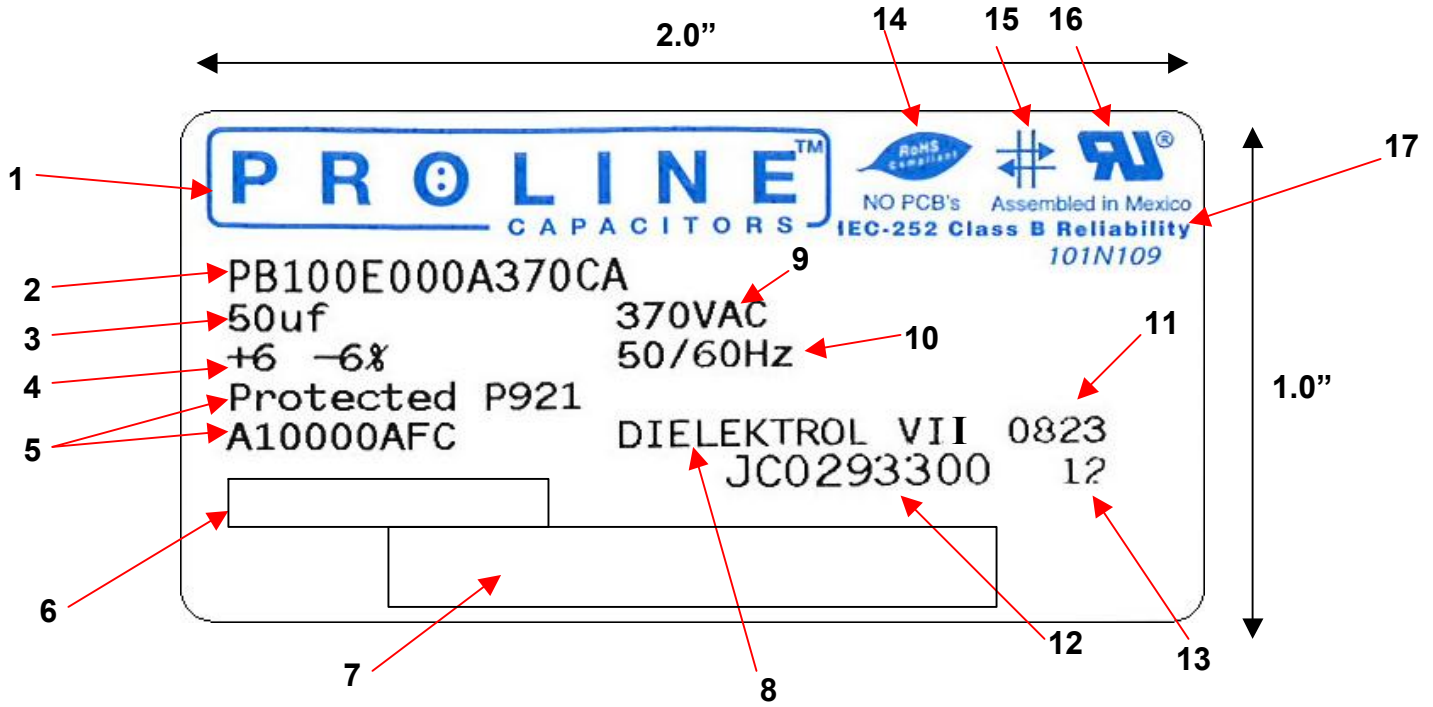 14 15 16
2.0”
17
1
PROLINE™
CAPACITORS
RoHS
Compliant
®
NO PCB's Assembled in Mexico
IEC-252 Class B Reliability
101N109
2 PB100E000A370CA 9
3 50uf 370VAC
4 +6 -6% 50/60Hz 10 11
1.0”
5 Protected P921
A10000AFC DIELEKTROL VII 0823
JC0293300 12
6
7 8 12 13